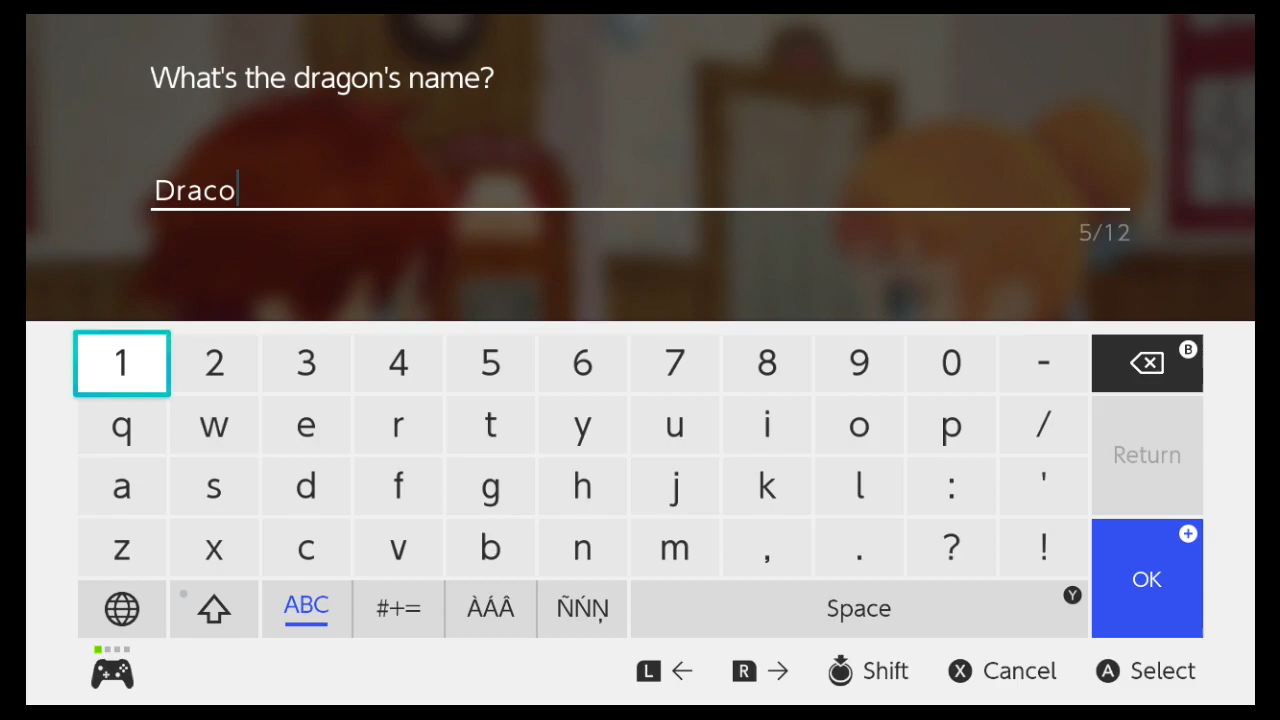 What's the dragon's name?
Draco
5/12
1 2 3 4 5 6 7 8 9 0 - B
q w e r t y u i o p /
Return
a s d f g h j k l : '
z x c v b n m , . ? ! +
OK
ABC #+= ÀÁÂ ÑŃŅ Space Y
L ← R → Shift X Cancel A Select